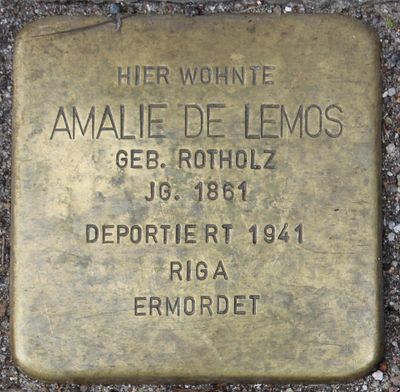 HIER WOHNTE
AMALIE DE LEMOS
GEB. ROTHOLZ
JG. 1861
DEPORTIERT 1941
RIGA
ERMORDET